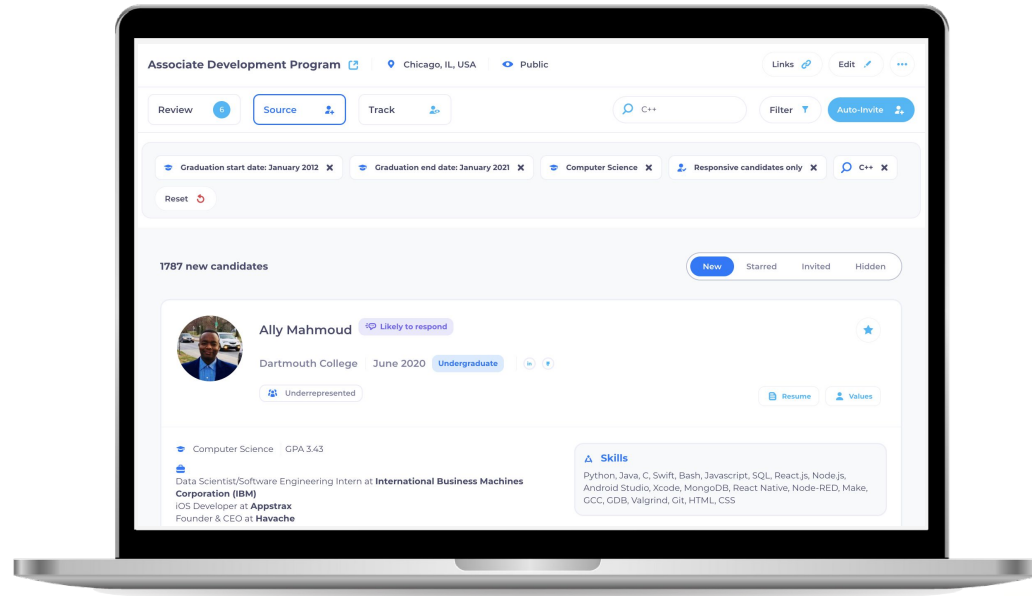 Associate Development Program Chicago, IL, USA Public Links Edit
Review 6 Source Track C++ Filter Auto-Invite
Graduation start date: January 2012 Graduation end date: January 2021 Computer Science Responsive candidates only C++
Reset
1787 new candidates New Starred Invited Hidden
Ally Mahmoud Likely to respond
Dartmouth College June 2020 Undergraduate in
Underrepresented
Resume Values
Computer Science GPA 3.43
Data Scientist/Software Engineering Intern at International Business Machines
Corporation (IBM)
iOS Developer at Appstrax
Founder & CEO at Havache
Skills
Python, Java, C, Swift, Bash, Javascript, SQL, React.js, Node.js,
Android Studio, Xcode, MongoDB, React Native, Node-RED, Make,
GCC, GDB, Valgrind, Git, HTML, CSS